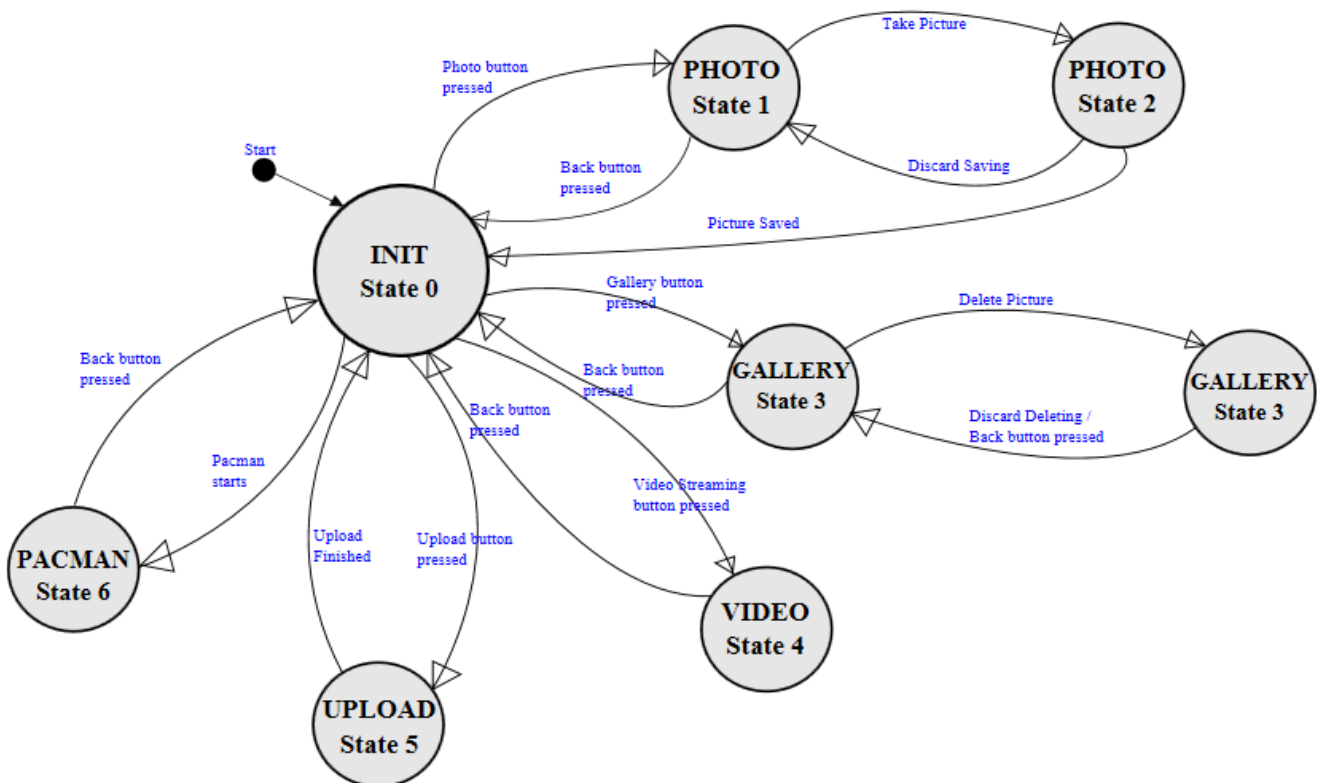 Take Picture
PHOTO
State 1
PHOTO
State 2
Photo button
pressed
Start
Back button
pressed
Discard Saving
Picture Saved
INIT
State 0
Gallery button
pressed
Delete Picture
Back button
pressed
GALLERY
State 3
GALLERY
State 3
Back button
pressed
Back button
pressed
Discard Deleting /
Back button pressed
Pacman
starts
Video Streaming
button pressed
Upload
Finished
Upload button
pressed
PACMAN
State 6
VIDEO
State 4
UPLOAD
State 5